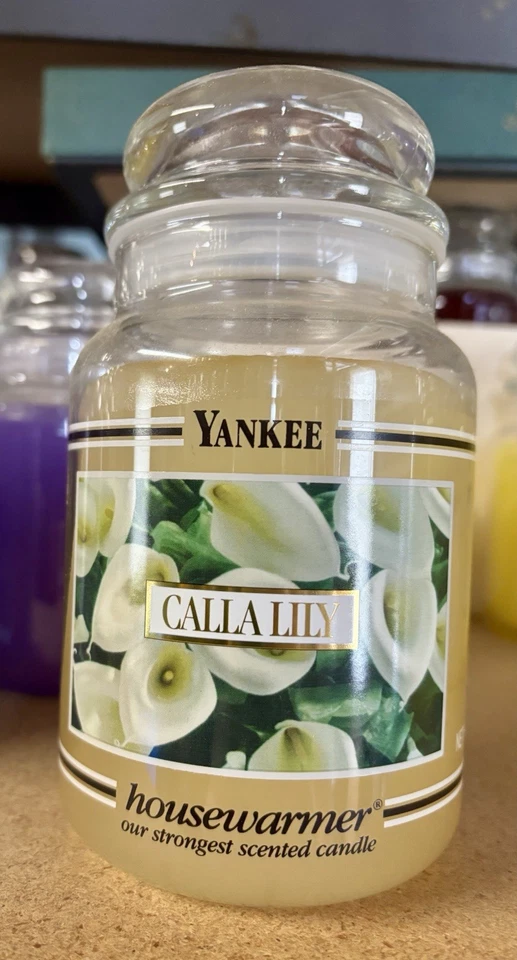 YANKEE
CALLA LILY
housewarmer®
our strongest scented candle